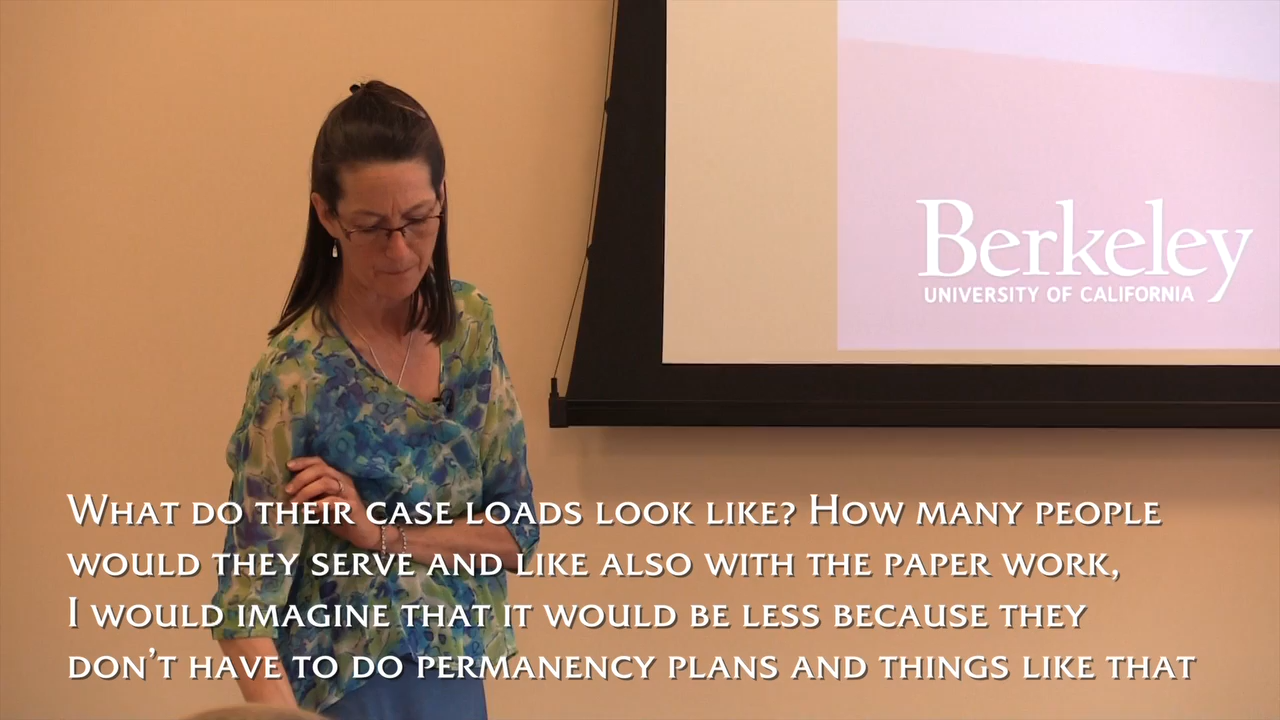 Berkeley
UNIVERSITY OF CALIFORNIA
What do their case loads look like? How many people
would they serve and like also with the paper work,
I would imagine that it would be less because they
don't have to do permanency plans and things like that